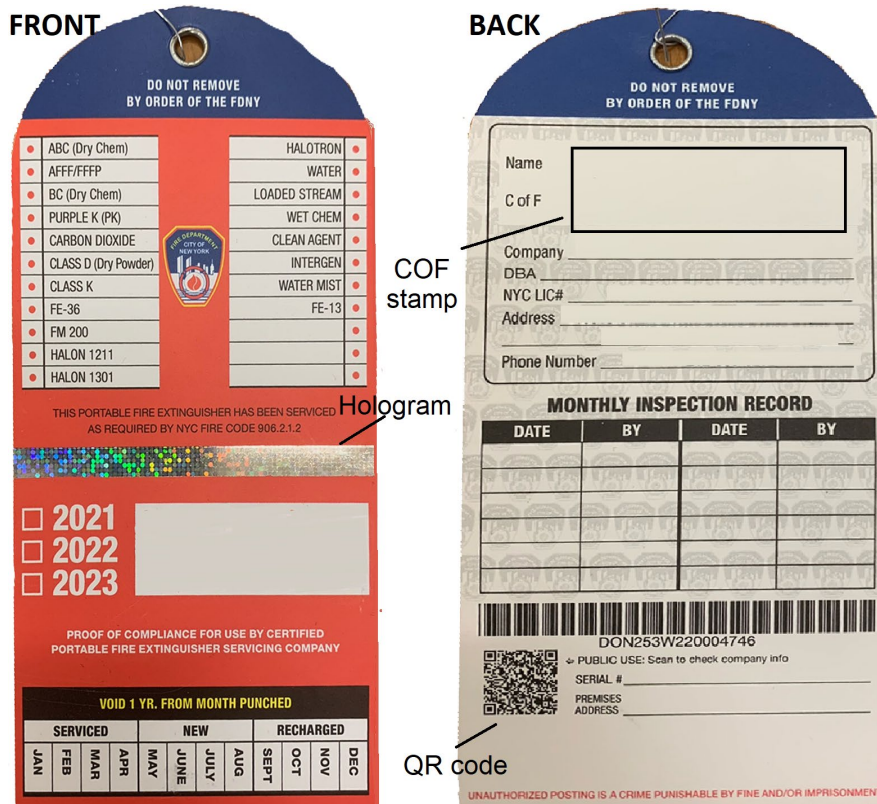 FRONT
DO NOT REMOVE
BY ORDER OF THE FDNY
ABC (Dry Chem)
AFFF/FFFP
BC (Dry Chem)
PURPLE K (PK)
CARBON DIOXIDE
CLASS D (Dry Powder)
CLASS K
FE-36
FM 200
HALON 1211
HALON 1301
FIRE DEPARTMENT
CITY OF
NEW YORK
HALOTRON
WATER
LOADED STREAM
WET CHEM
CLEAN AGENT
INTERGEN
WATER MIST
FE-13
THIS PORTABLE FIRE EXTINGUISHER HAS BEEN SERVICED
AS REQUIRED BY NYC FIRE CODE 906.2.1.2
Hologram
2021
2022
2023
PROOF OF COMPLIANCE FOR USE BY CERTIFIED
PORTABLE FIRE EXTINGUISHER SERVICING COMPANY
VOID 1 YR. FROM MONTH PUNCHED
SERVICED NEW RECHARGED
JAN FEB MAR APR MAY JUNE JULY AUG SEPT OCT NOV DEC
BACK
DO NOT REMOVE
BY ORDER OF THE FDNY
Name
C of F
COF
stamp
Company
DBA
NYC LIC#
Address
Phone Number
MONTHLY INSPECTION RECORD
DATE BY DATE BY
DON253W220004746
PUBLIC USE: Scan to check company info
SERIAL #
PREMISES
ADDRESS
QR code
UNAUTHORIZED POSTING IS A CRIME PUNISHABLE BY FINE AND/OR IMPRISONMEN